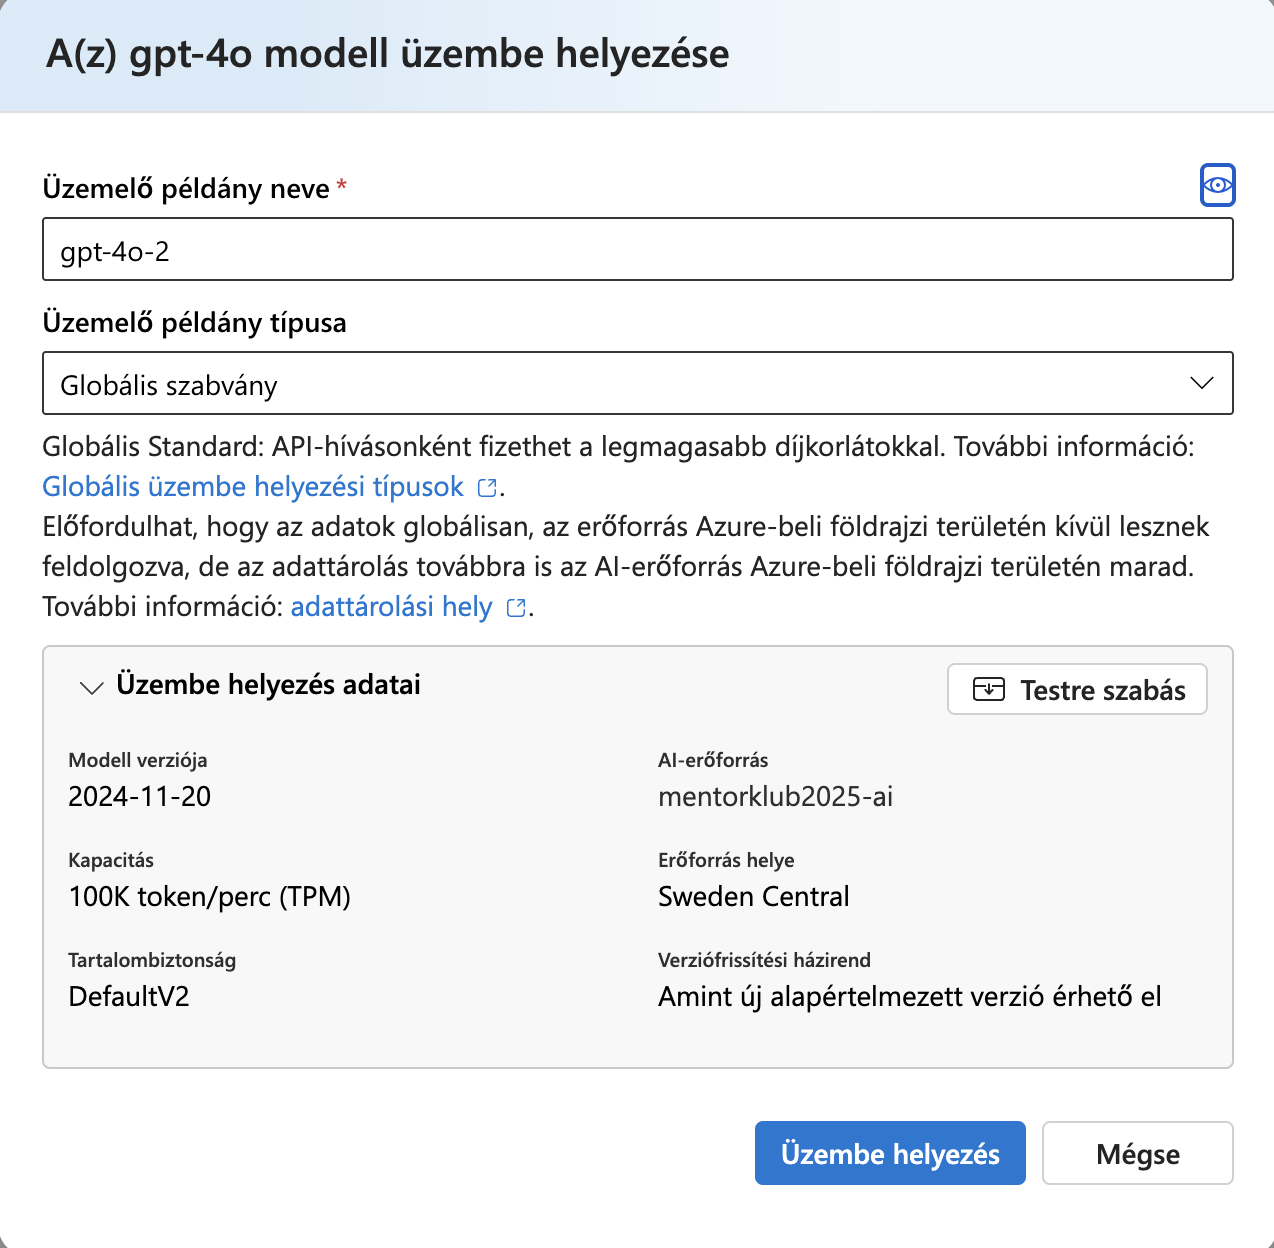 A(z) gpt-4o modell üzembe helyezése
Üzemelő példány neve *
gpt-4o-2
Üzemelő példány típusa
Globális szabvány
Globális Standard: API-hívásonként fizethet a legmagasabb díjkorlátokkal. További információ:
Globális üzembe helyezési típusok .
Előfordulhat, hogy az adatok globálisan, az erőforrás Azure-beli földrajzi területén kívül lesznek
feldolgozva, de az adattárolás továbbra is az AI-erőforrás Azure-beli földrajzi területén marad.
További információ: adattárolási hely .
Üzembe helyezés adatai
Testre szabás
Modell verziója
2024-11-20
AI-erőforrás
mentorklub2025-ai
Kapacitás
100K token/perc (TPM)
Erőforrás helye
Sweden Central
Tartalombiztonság
DefaultV2
Verziófrissítési házirend
Amint új alapértelmezett verzió érhető el
Üzembe helyezés
Mégse